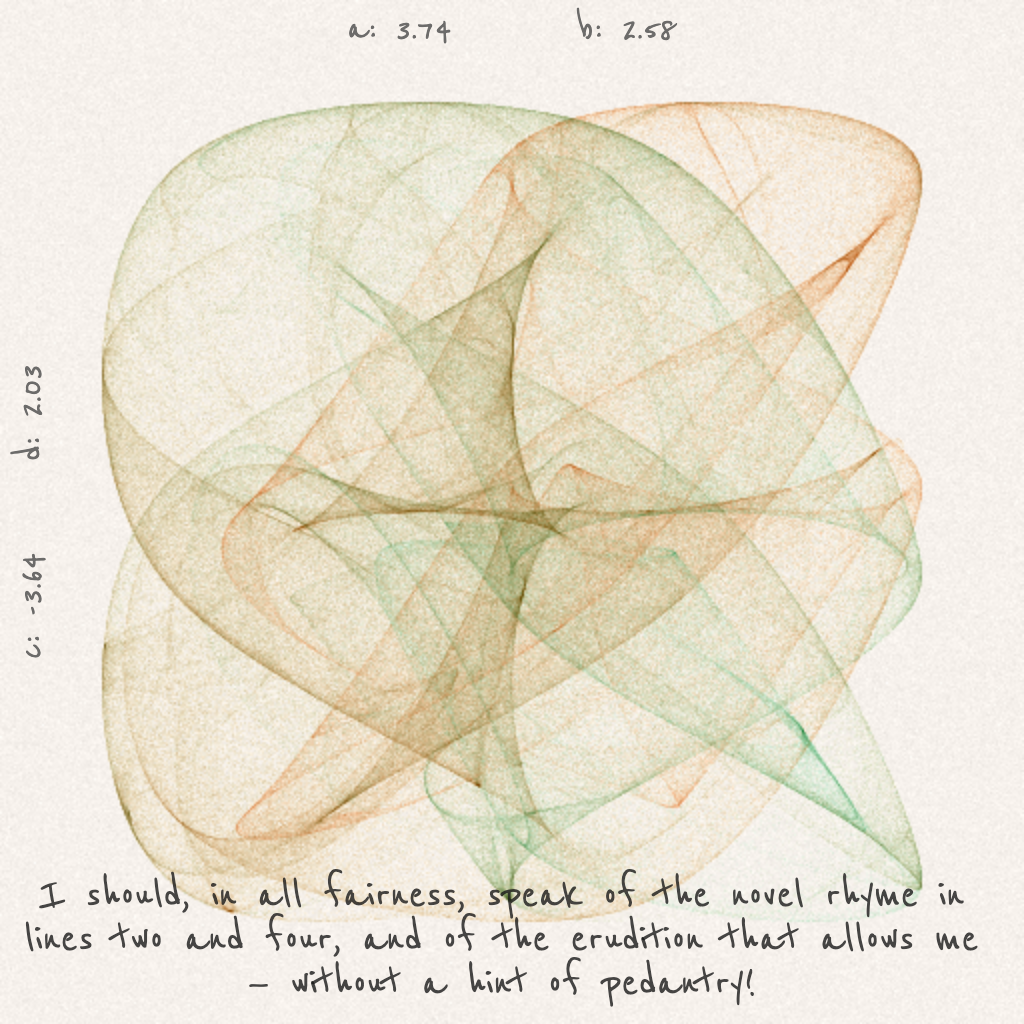 a: 3.74 b: 2.58
d: 2.03
c: -3.64
I should, in all fairness, speak of the novel rhyme in
lines two and four, and of the erudition that allows me
– without a hint of pedantry!